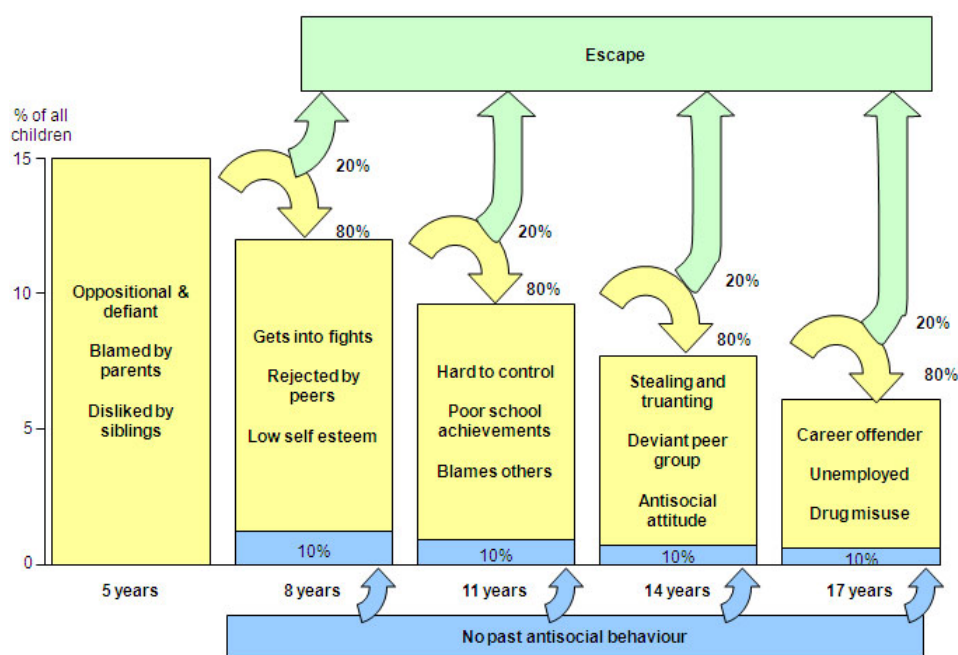 Escape
% of all
children
15
10
5
0
20%
80%
20%
80%
20%
80%
20%
80%
Oppositional &
defiant
Blamed by
parents
Disliked by
siblings
Gets into fights
Rejected by
peers
Low self esteem
Hard to control
Poor school
achievements
Blames others
Stealing and
truanting
Deviant peer
group
Antisocial
attitude
Career offender
Unemployed
Drug misuse
10%
10%
10%
10%
5 years
8 years
11 years
14 years
17 years
No past antisocial behaviour